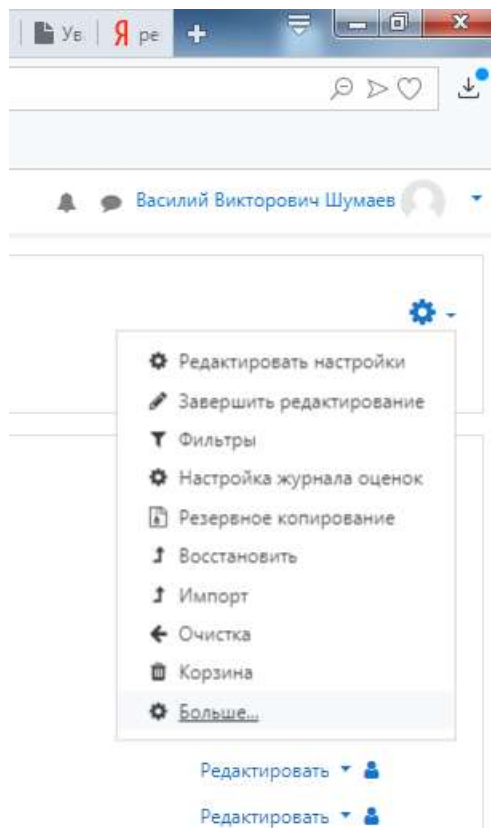 Ув Я ре
Василий Викторович Шумаев
Редактировать настройки
Завершить редактирование
Фильтры
Настройка журнала оценок
Резервное копирование
Восстановить
Импорт
Очистка
Корзина
Больше...
Редактировать
Редактировать